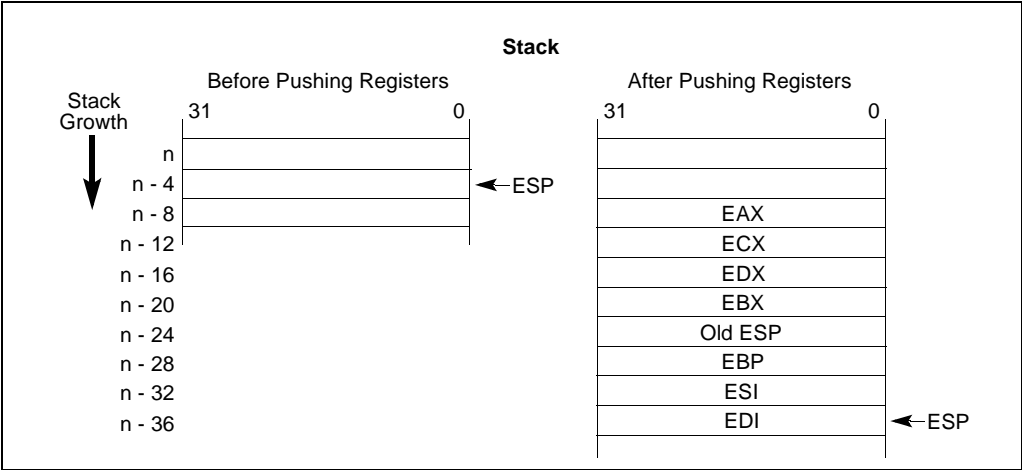 Stack
Before Pushing Registers
After Pushing Registers
Stack
Growth
31 0
31 0
n
n - 4
ESP
n - 8
EAX
n - 12
ECX
n - 16
EDX
n - 20
EBX
n - 24
Old ESP
n - 28
EBP
n - 32
ESI
n - 36
EDI
ESP